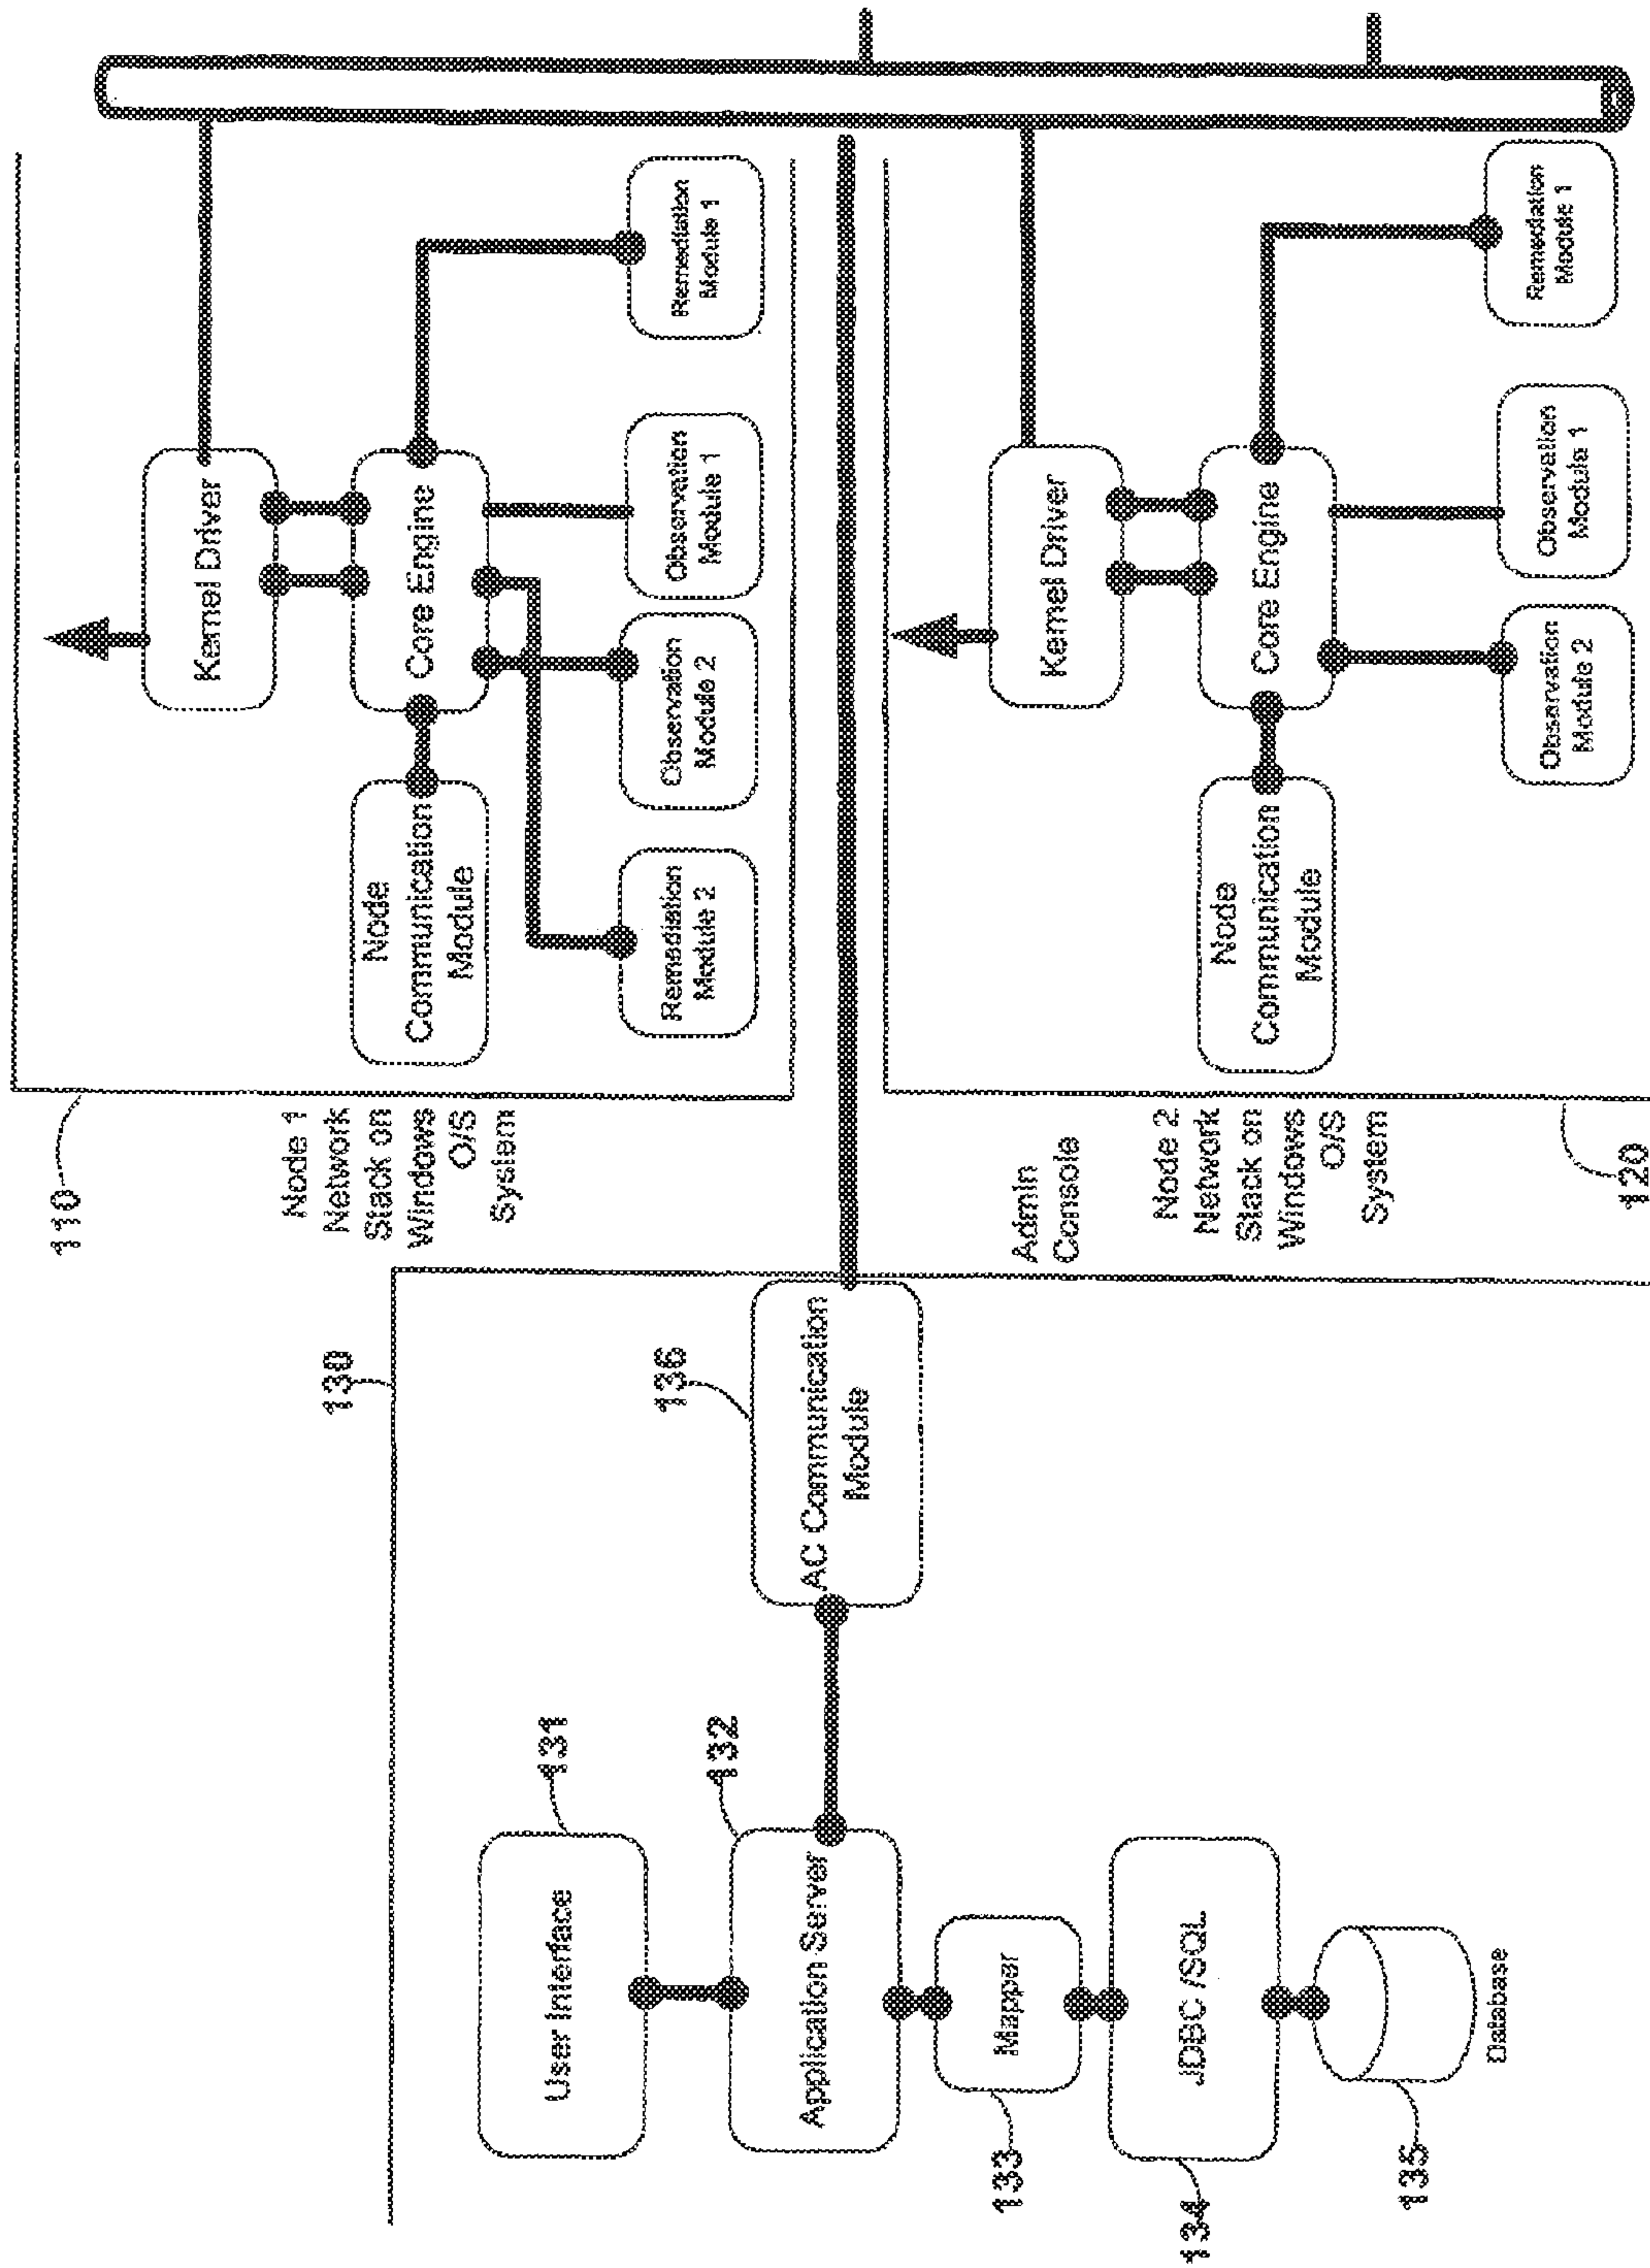 130
User Interface
131
Application Server
132
Mapper
133
JDBC /SQL
134
135
Database
AC Communication
Module
136
Admin
Console
110
Node 1
Network
Stack on
Windows
O/S
System
Kernel Driver
Core Engine
Node
Communication
Module
Remediation
Module 2
Observation
Module 2
Observation
Module 1
Remediation
Module 1
Node 2
Network
Stack on
Windows
O/S
System
120
Kernel Driver
Core Engine
Node
Communication
Module
Observation
Module 2
Observation
Module 1
Remediation
Module 1